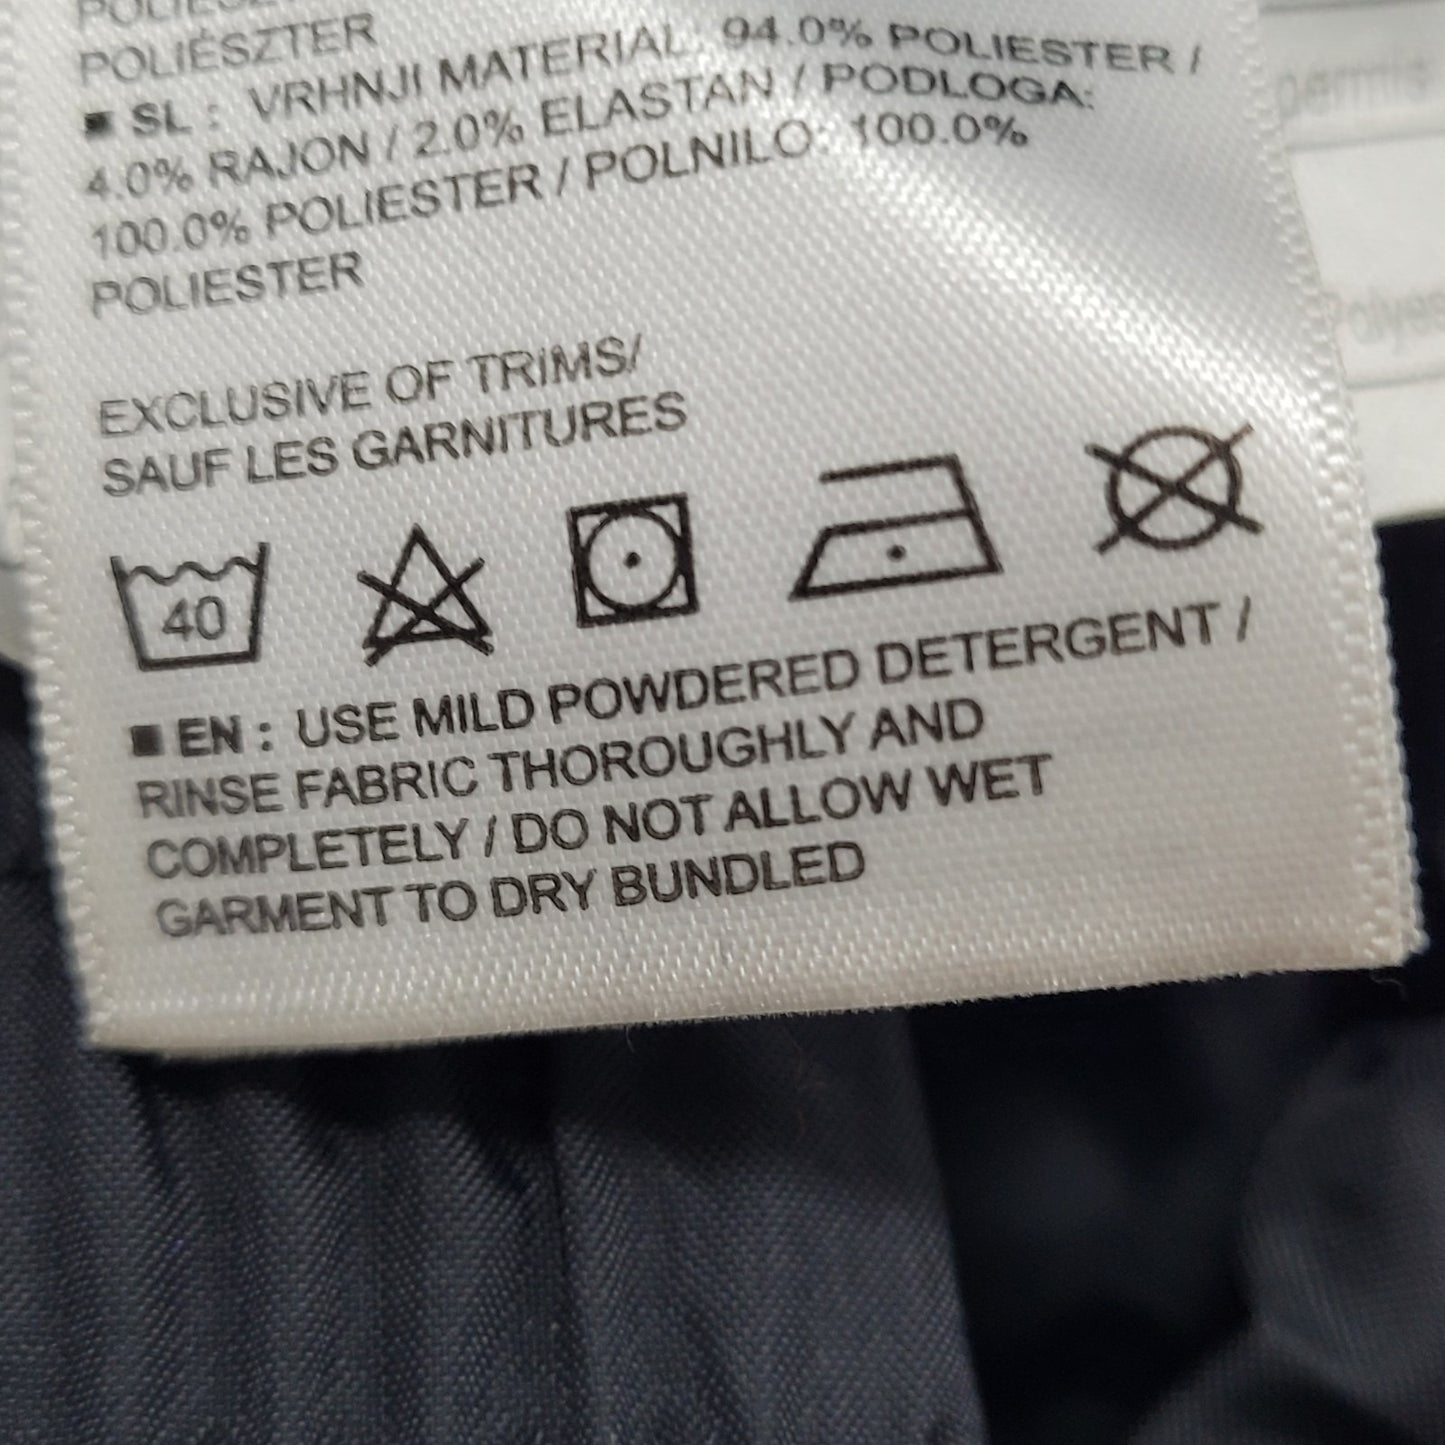 POLIÉSZTER
■ SL : VRHNJI MATERIAL: 94.0% POLIESTER /
4.0% RAJON / 2.0% ELASTAN / PODLOGA:
100.0% POLIESTER / POLNILO: 100.0%
POLIESTER
EXCLUSIVE OF TRIMS/
SAUF LES GARNITURES
40
■ EN : USE MILD POWDERED DETERGENT /
RINSE FABRIC THOROUGHLY AND
COMPLETELY / DO NOT ALLOW WET
GARMENT TO DRY BUNDLED